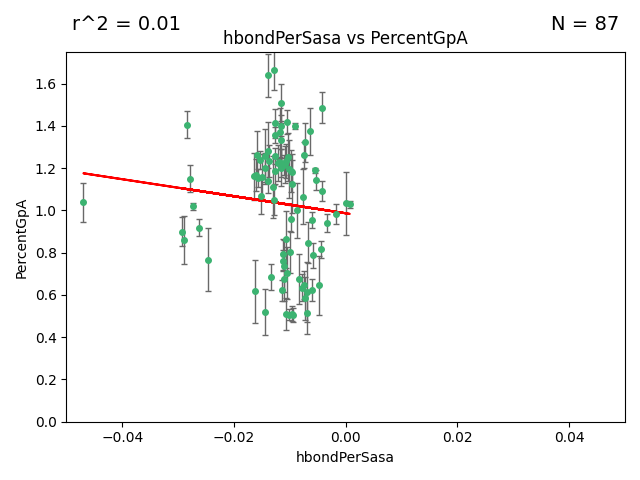 r^2 = 0.01
N = 87
hbondPerSasa vs PercentGpA
PercentGpA
1.6
1.4
1.2
1.0
0.8
0.6
0.4
0.2
0.0
−0.04 −0.02 0.00 0.02 0.04
hbondPerSasa